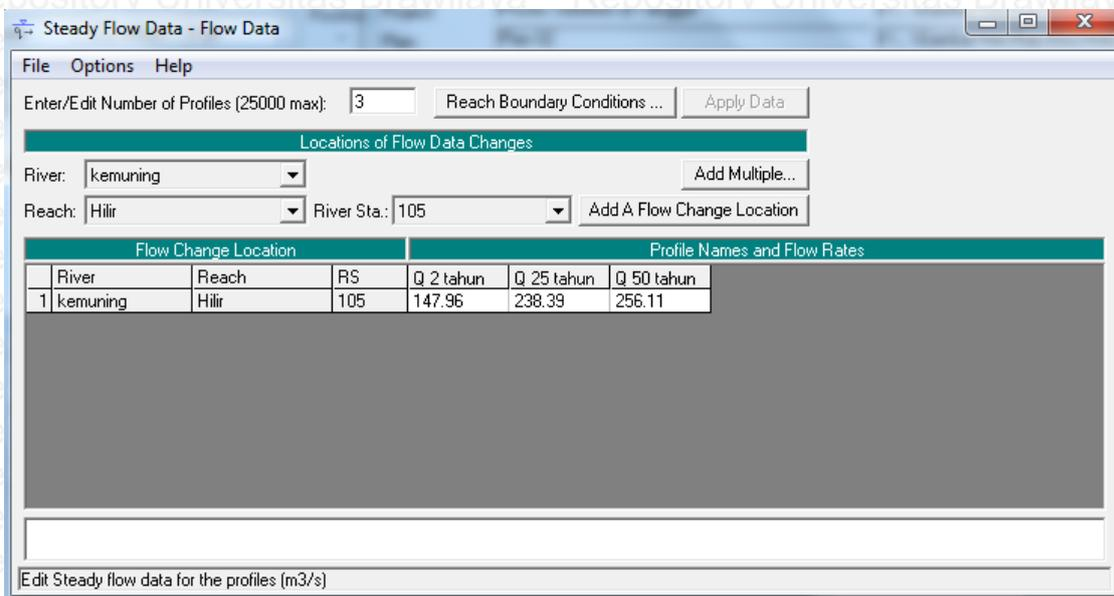 Repository Universitas Brawijaya
Steady Flow Data - Flow Data
File Options Help
Enter/Edit Number of Profiles (25000 max): 3 Reach Boundary Conditions ... Apply Data
Locations of Flow Data Changes
River: kemuning Add Multiple...
Reach: Hilir River Sta.: 105 Add A Flow Change Location
Flow Change Location Profile Names and Flow Rates
River Reach RS Q 2 tahun Q 25 tahun Q 50 tahun
1 kemuning Hilir 105 147.96 238.39 256.11
Edit Steady flow data for the profiles (m3/s)